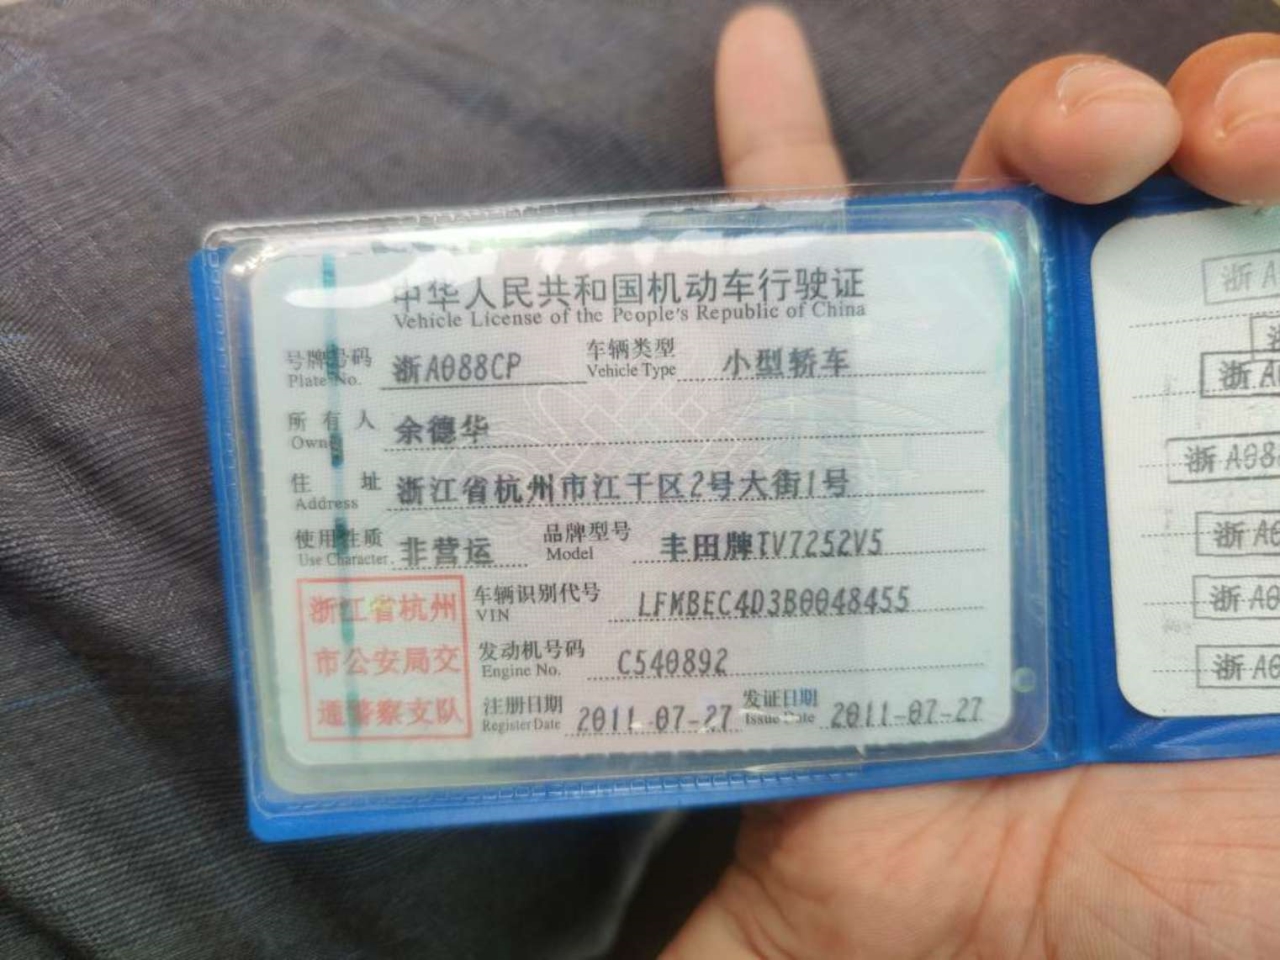 中华人民共和国机动车行驶证
Vehicle License of the People's Republic of China
号牌号码 浙A088CP 车辆类型 小型轿车
Plate No. Vehicle Type
所有人 余德华
Owner
住址 浙江省杭州市江干区2号大街1号
Address
使用性质 非营运 品牌型号 丰田牌TV7252V5
Use Character Model
浙江省杭州
市公安局交
通警察支队
车辆识别代号 LFMBEC4D3B0048455
VIN
发动机号码 C540892
Engine No.
注册日期 2011-07-27 发证日期 2011-07-27
Register Date Issue Date
浙A
浙
浙A0
浙A08
浙A0
浙A0
浙A0